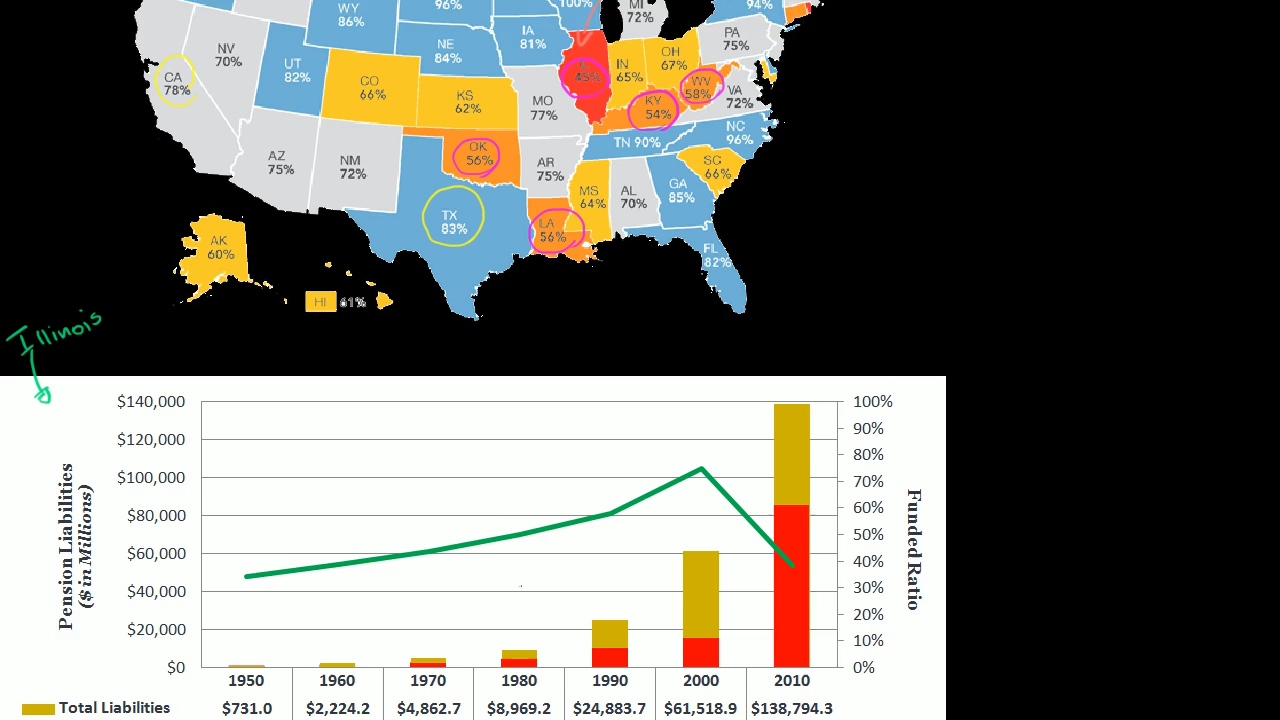 WY
86%
96%
100%
MI
72%
94%
NV
70%
NE
84%
IA
81%
PA
75%
CA
78%
UT
82%
CO
66%
KS
62%
MO
77%
45%
IN
65%
OH
67%
WV
58%
VA
72%
KY
54%
NC
96%
TN 90%
AZ
75%
NM
72%
OK
56%
AR
75%
SC
66%
MS
64%
AL
70%
GA
85%
TX
83%
LA
56%
FL
82%
AK
60%
HI 61%
Illinois
Pension Liabilities
($ in Millions)
$140,000
$120,000
$100,000
$80,000
$60,000
$40,000
$20,000
$0
100%
90%
80%
70%
60%
50%
40%
30%
20%
10%
0%
Funded Ratio
1950 1960 1970 1980 1990 2000 2010
Total Liabilities $731.0 $2,224.2 $4,862.7 $8,969.2 $24,883.7 $61,518.9 $138,794.3